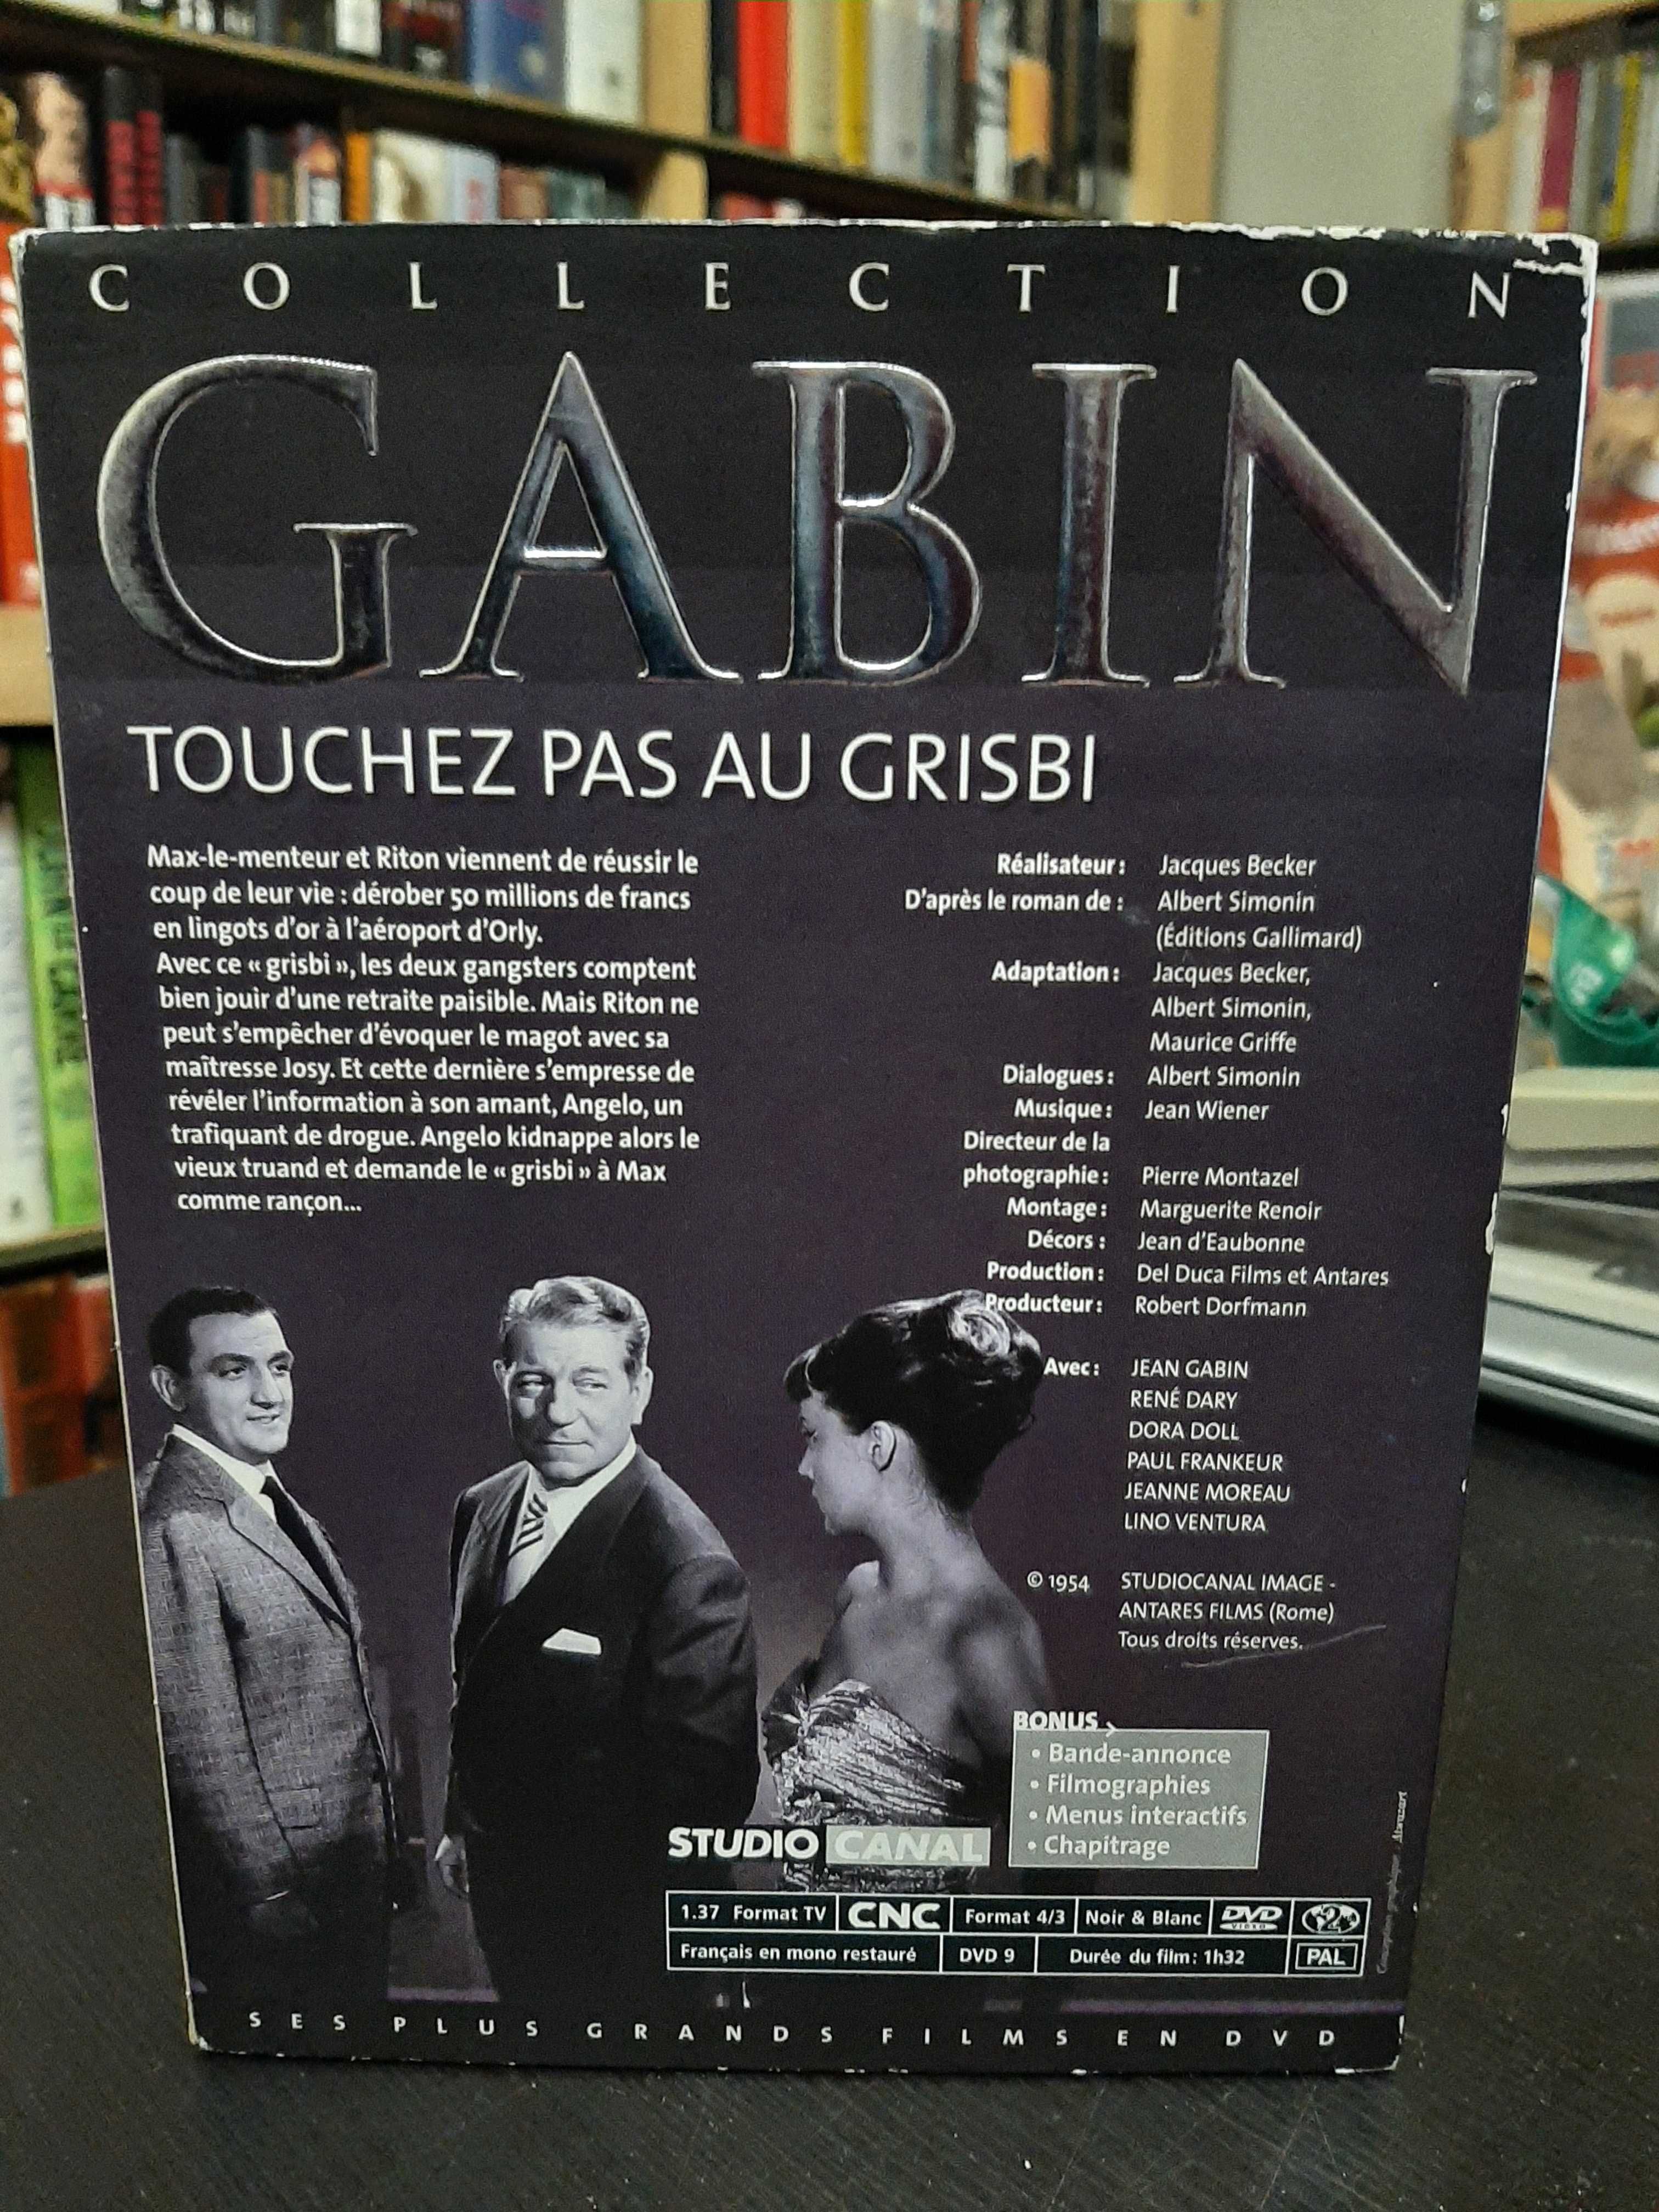 COLLECTION
GABIN
TOUCHEZ PAS AU GRISBI
Max-le-menteur et Riton viennent de réussir le
coup de leur vie : dérober 50 millions de francs
en lingots d'or à l'aéroport d'Orly.
Avec ce « grisbi », les deux gangsters comptent
bien jouir d'une retraite paisible. Mais Riton ne
peut s'empêcher d'évoquer le magot avec sa
maîtresse Josy. Et cette dernière s'empresse de
révéler l'information à son amant, Angelo, un
trafiquant de drogue. Angelo kidnappe alors le
vieux truand et demande le « grisbi » à Max
comme rançon...
Réalisateur : Jacques Becker
D'après le roman de : Albert Simonin
(Éditions Gallimard)
Adaptation : Jacques Becker,
Albert Simonin,
Maurice Griffe
Dialogues : Albert Simonin
Musique : Jean Wiener
Directeur de la
photographie : Pierre Montazel
Montage : Marguerite Renoir
Décors : Jean d'Eaubonne
Production : Del Duca Films et Antares
Producteur : Robert Dorfmann
Avec : JEAN GABIN
RENÉ DARY
DORA DOLL
PAUL FRANKEUR
JEANNE MOREAU
LINO VENTURA
© 1954 STUDIOCANAL IMAGE -
ANTARES FILMS (Rome)
Tous droits réservés.
BONUS >
• Bande-annonce
• Filmographies
• Menus interactifs
• Chapitrage
STUDIO CANAL
1.37 Format TV CNC Format 4/3 Noir & Blanc DVD VIDEO 2
Français en mono restauré DVD 9 Durée du film : 1h32 PAL
SES PLUS GRANDS FILMS EN DVD